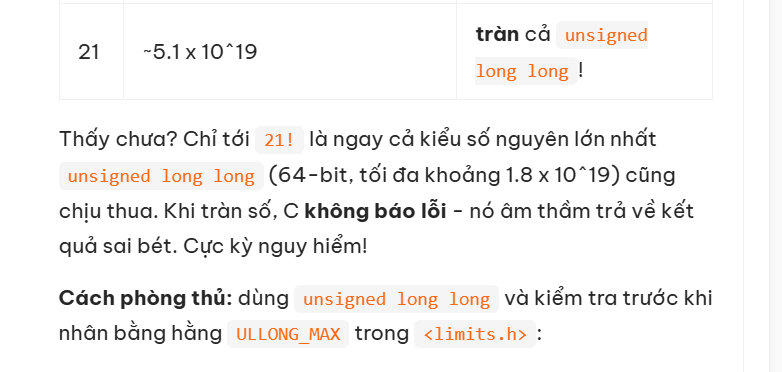 21 ~5.1 x 10^19 tràn cả unsigned
long long !
Thấy chưa? Chỉ tới 21! là ngay cả kiểu số nguyên lớn nhất
unsigned long long (64-bit, tối đa khoảng 1.8 x 10^19) cũng
chịu thua. Khi tràn số, C không báo lỗi - nó âm thầm trả về kết
quả sai bét. Cực kỳ nguy hiểm!
Cách phòng thủ: dùng unsigned long long và kiểm tra trước khi
nhân bằng hằng ULLONG_MAX trong <limits.h> :